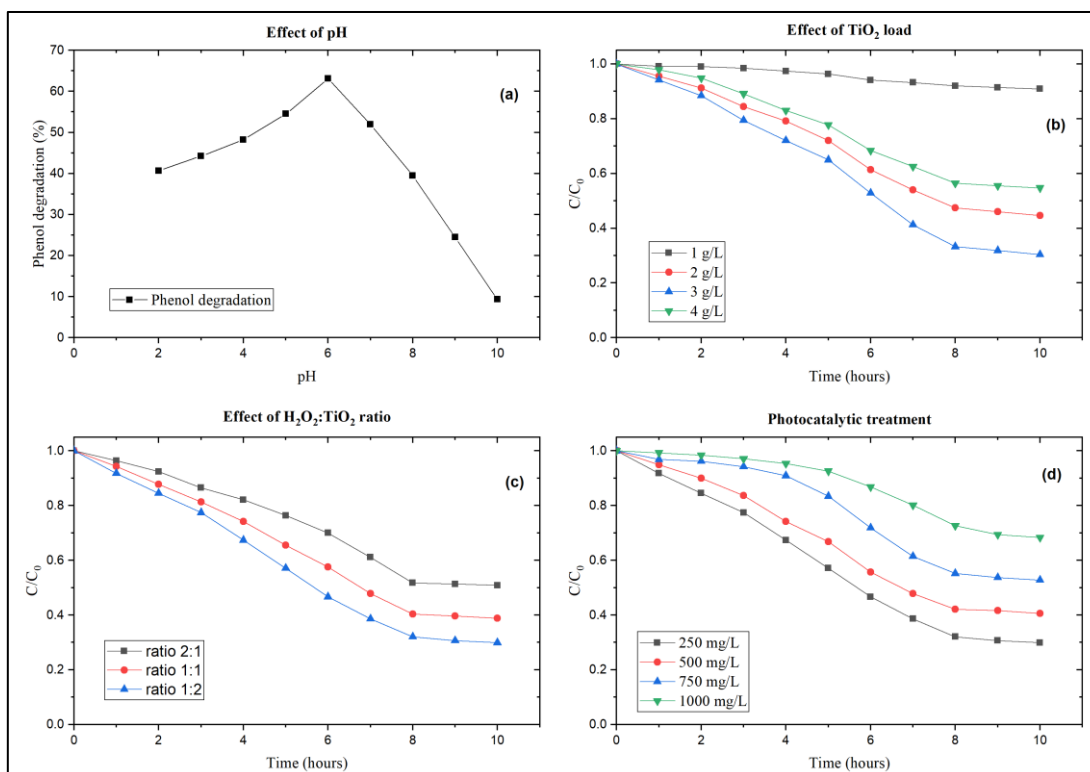 Effect of pH
70
60
50
40
30
20
10
0
Phenol degradation (%)
(a)
Phenol degradation
0 2 4 6 8 10
pH
Effect of TiO₂ load
1.0
0.8
0.6
0.4
0.2
0.0
C/C₀
(b)
1 g/L
2 g/L
3 g/L
4 g/L
0 2 4 6 8 10
Time (hours)
Effect of H₂O₂:TiO₂ ratio
1.0
0.8
0.6
0.4
0.2
0.0
C/C₀
(c)
ratio 2:1
ratio 1:1
ratio 1:2
0 2 4 6 8 10
Time (hours)
Photocatalytic treatment
1.0
0.8
0.6
0.4
0.2
0.0
C/C₀
(d)
250 mg/L
500 mg/L
750 mg/L
1000 mg/L
0 2 4 6 8 10
Time (hours)